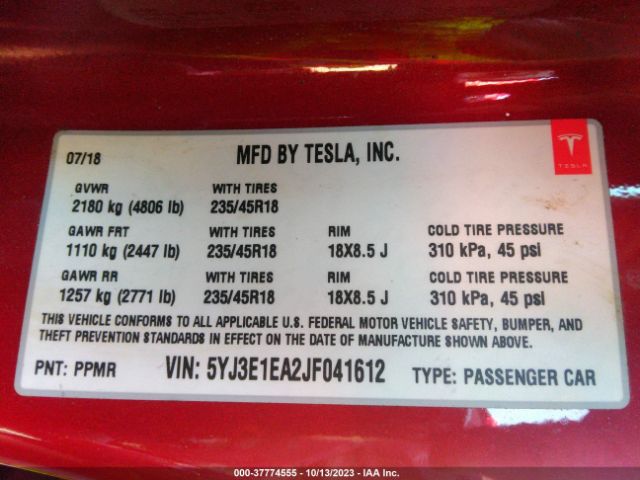 07/18 MFD BY TESLA, INC.
TESLA
GVWR WITH TIRES
2180 kg (4806 lb) 235/45R18
GAWR FRT WITH TIRES RIM COLD TIRE PRESSURE
1110 kg (2447 lb) 235/45R18 18X8.5 J 310 kPa, 45 psi
GAWR RR WITH TIRES RIM COLD TIRE PRESSURE
1257 kg (2771 lb) 235/45R18 18X8.5 J 310 kPa, 45 psi
THIS VEHICLE CONFORMS TO ALL APPLICABLE U.S. FEDERAL MOTOR VEHICLE SAFETY, BUMPER, AND
THEFT PREVENTION STANDARDS IN EFFECT ON THE DATE OF MANUFACTURE SHOWN ABOVE.
PNT: PPMR VIN: 5YJ3E1EA2JF041612 TYPE: PASSENGER CAR
000-37774555 - 10/13/2023 - IAA Inc.